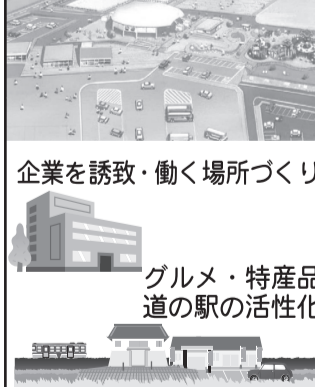 企業を誘致・働く場所づくり
グルメ・特産品
道の駅の活性化